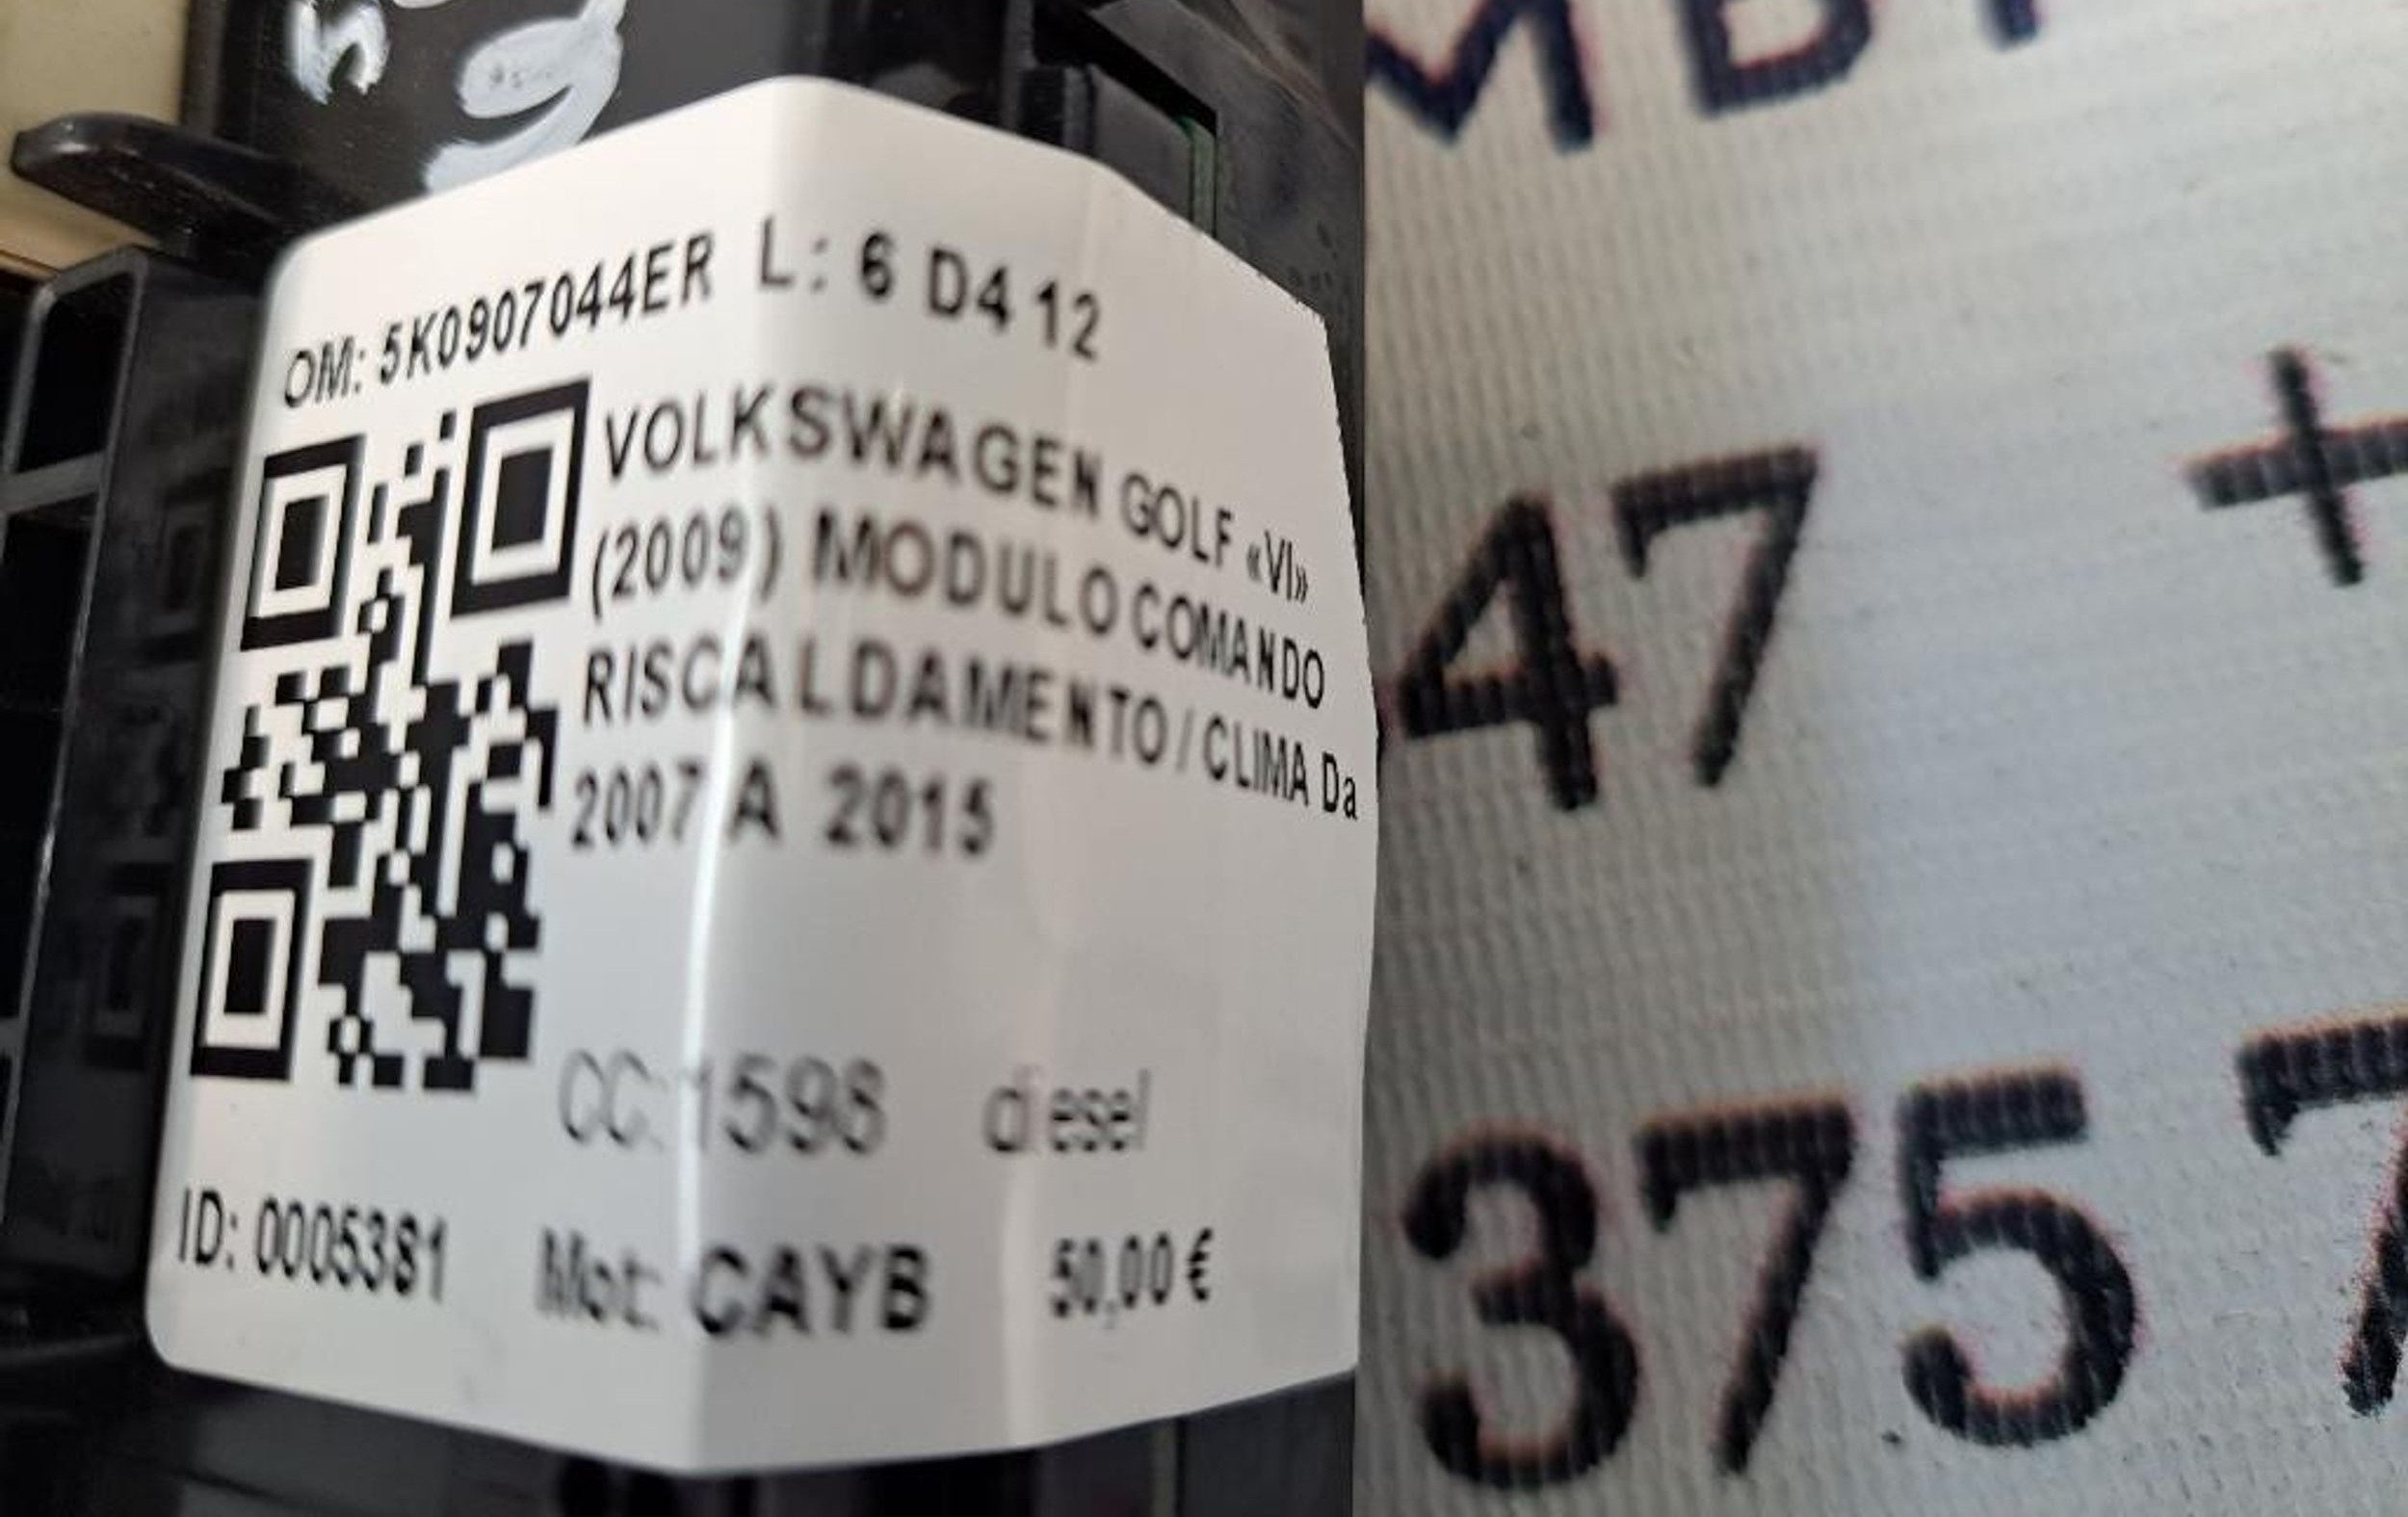 OM: 5K0907044ER L: 6 D4 12
VOLKSWAGEN GOLF «VI»
(2009) MODULO COMANDO
RISCALDAMENTO / CLIMA Da
2007 A 2015
CC: 1598 diesel
ID: 0005381 Mot: CAYB 50,00 €
47 +
375 7